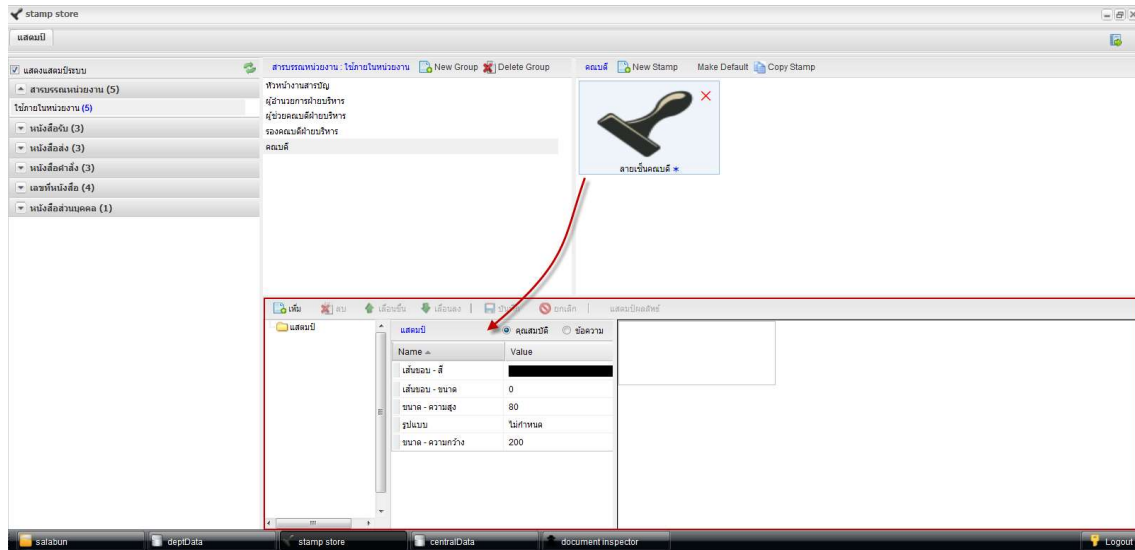 stamp store
แสตมป์
แสดงแสตมป์ระบบ
สารบรรณหน่วยงาน (5)
ใช้ภายในหน่วยงาน (5)
หนังสือรับ (3)
หนังสือส่ง (3)
หนังสือคำสั่ง (3)
เลขที่หนังสือ (4)
หนังสือส่วนบุคคล (1)
สารบรรณหน่วยงาน : ใช้ภายในหน่วยงาน New Group Delete Group
หัวหน้างานสารบัญ
ผู้อำนวยการฝ่ายบริหาร
ผู้ช่วยคณบดีฝ่ายบริหาร
รองคณบดีฝ่ายบริหาร
คณบดี
คณบดี New Stamp Make Default Copy Stamp
ลายเซ็นคณบดี *
เพิ่ม ลบ เลื่อนขึ้น เลื่อนลง | ยกเลิก | แสตมป์ผลลัพธ์
แสตมป์
แสตมป์ คุณสมบัติ ข้อความ
Name Value
เส้นขอบ - สี
เส้นขอบ - ขนาด 0
ขนาด - ความสูง 80
รูปแบบ ไม่กำหนด
ขนาด - ความกว้าง 200
salabun deptData stamp store centralData document inspector Logout